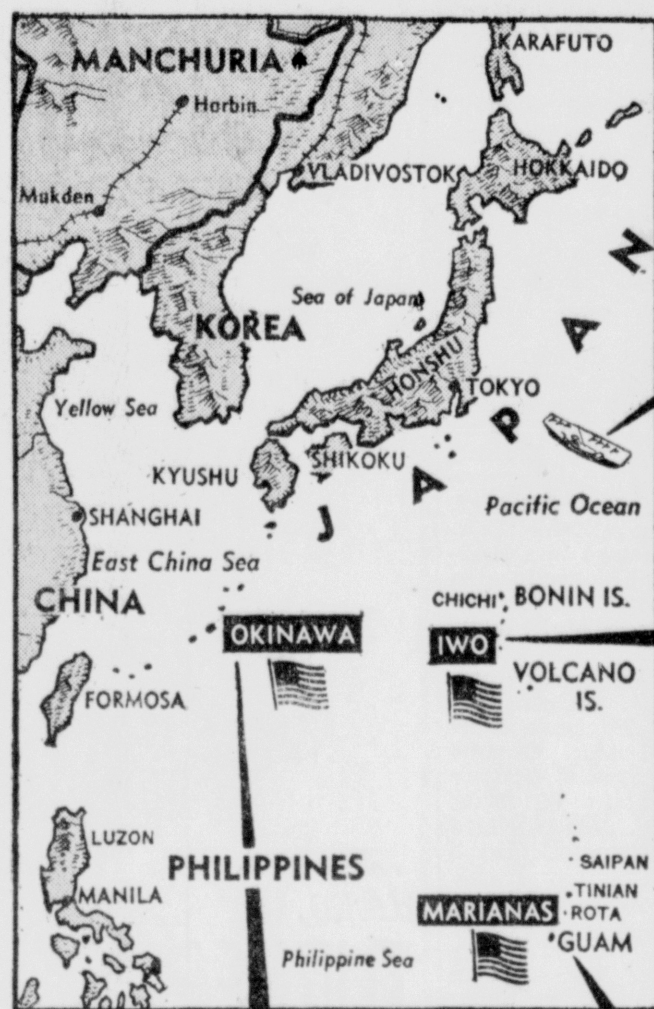 KARAFUTO
MANCHURIA
Harbin
VLADIVOSTOK
HOKKAIDO
Mukden
Sea of Japan
KOREA
HONSHU
TOKYO
Yellow Sea
JAPAN
KYUSHU
SHIKOKU
Pacific Ocean
SHANGHAI
East China Sea
CHINA
CHICHI
BONIN IS.
OKINAWA
IWO
VOLCANO
IS.
FORMOSA
LUZON
PHILIPPINES
SAIPAN
MANILA
TINIAN
MARIANAS
ROTA
GUAM
Philippine Sea